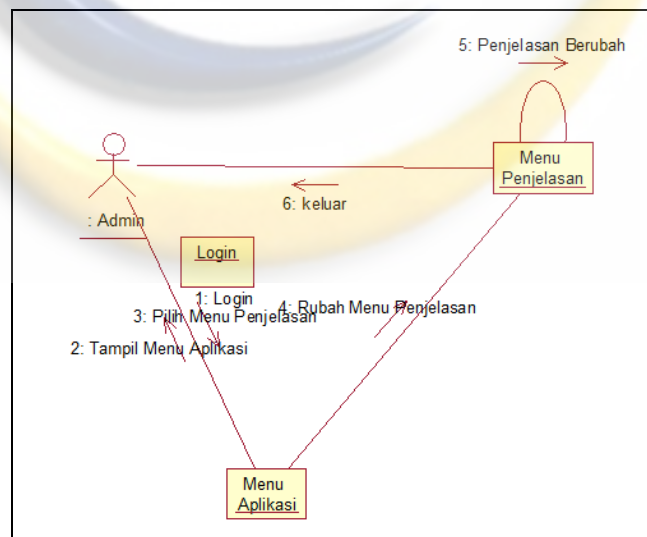 5: Penjelasan Berubah
Menu
Penjelasan
6: keluar
: Admin
Login
1: Login
3: Pilih Menu Penjelasan
4: Rubah Menu Penjelasan
2: Tampil Menu Aplikasi
Menu
Aplikasi